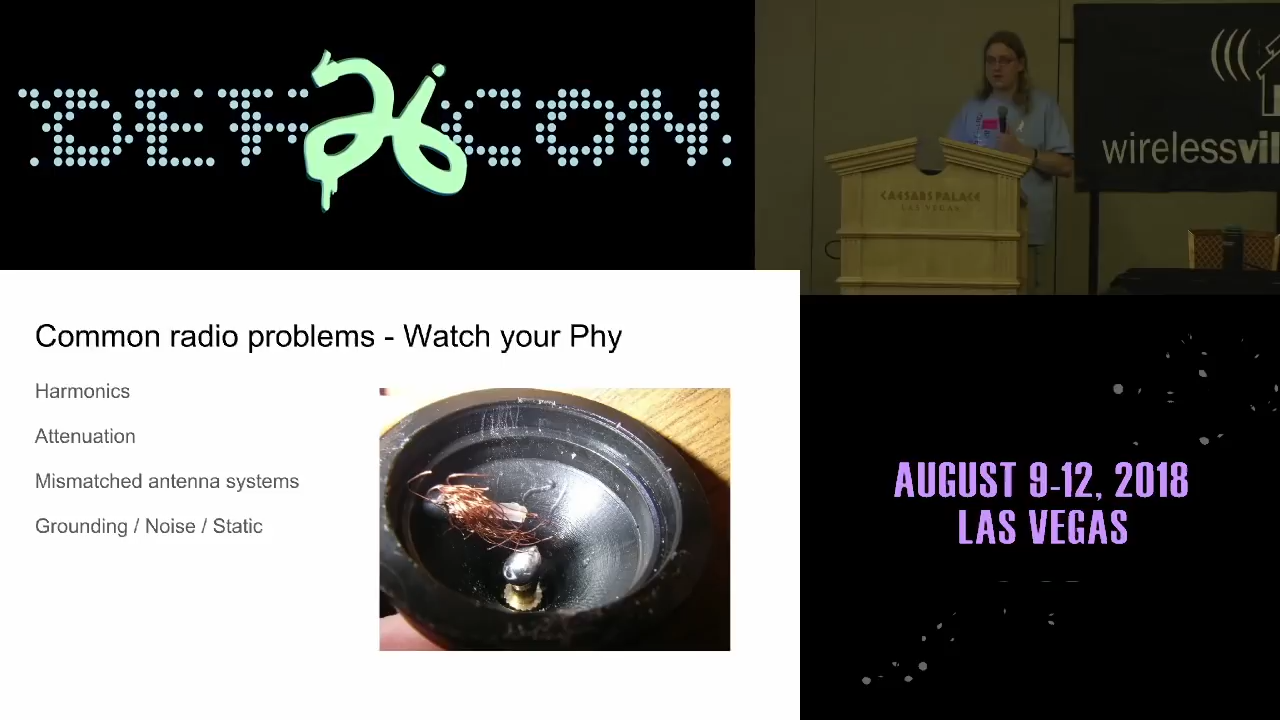 DEF CON 26
wirelessvil
CAESARS PALACE
LAS VEGAS
Common radio problems - Watch your Phy
Harmonics
Attenuation
Mismatched antenna systems
Grounding / Noise / Static
AUGUST 9-12, 2018
LAS VEGAS